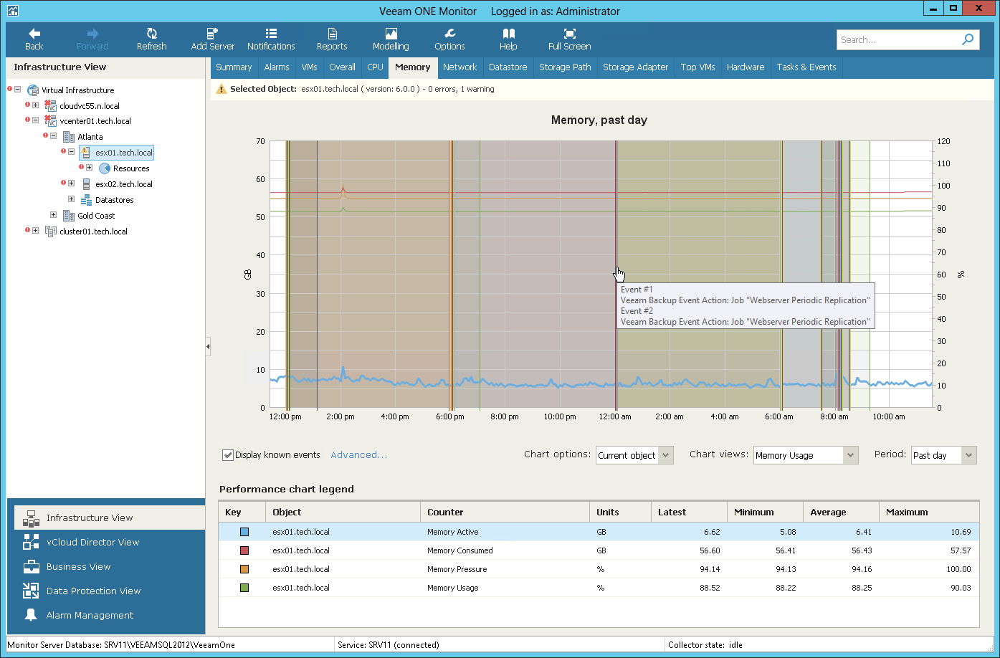 Veeam ONE Monitor Logged in as: Administrator
Back Forward Refresh Add Server Notifications Reports Modelling Options Help Full Screen Search...
Infrastructure View
Summary Alarms VMs Overall CPU Memory Network Datastore Storage Path Storage Adapter Top VMs Hardware Tasks & Events
Selected Object: esx01.tech.local ( version: 6.0.0 ) - 0 errors, 1 warning
Virtual Infrastructure
cloudvc55.n.local
vcenter01.tech.local
Atlanta
esx01.tech.local
Resources
esx02.tech.local
Datastores
Gold Coast
cluster01.tech.local
Memory, past day
70
60
50
40
30
20
10
0
GB
120
110
100
90
80
70
60
50
40
30
20
10
0
%
Event #1
Veeam Backup Event Action: Job "Webserver Periodic Replication"
Event #2
Veeam Backup Event Action: Job "Webserver Periodic Replication"
12:00 pm 2:00 pm 4:00 pm 6:00 pm 8:00 pm 10:00 pm 12:00 am 2:00 am 4:00 am 6:00 am 8:00 am 10:00 am
Display known events Advanced... Chart options: Current object Chart views: Memory Usage Period: Past day
Performance chart legend
Key Object Counter Units Latest Minimum Average Maximum
esx01.tech.local Memory Active GB 6.62 5.08 6.41 10.69
esx01.tech.local Memory Consumed GB 56.60 56.41 56.43 57.57
esx01.tech.local Memory Pressure % 94.14 94.13 94.16 100.00
esx01.tech.local Memory Usage % 88.52 88.22 88.25 90.03
Infrastructure View
vCloud Director View
Business View
Data Protection View
Alarm Management
Monitor Server Database: SRV11\VEEAMSQL2012\VeeamOne Service: SRV11 (connected) Collector state: idle